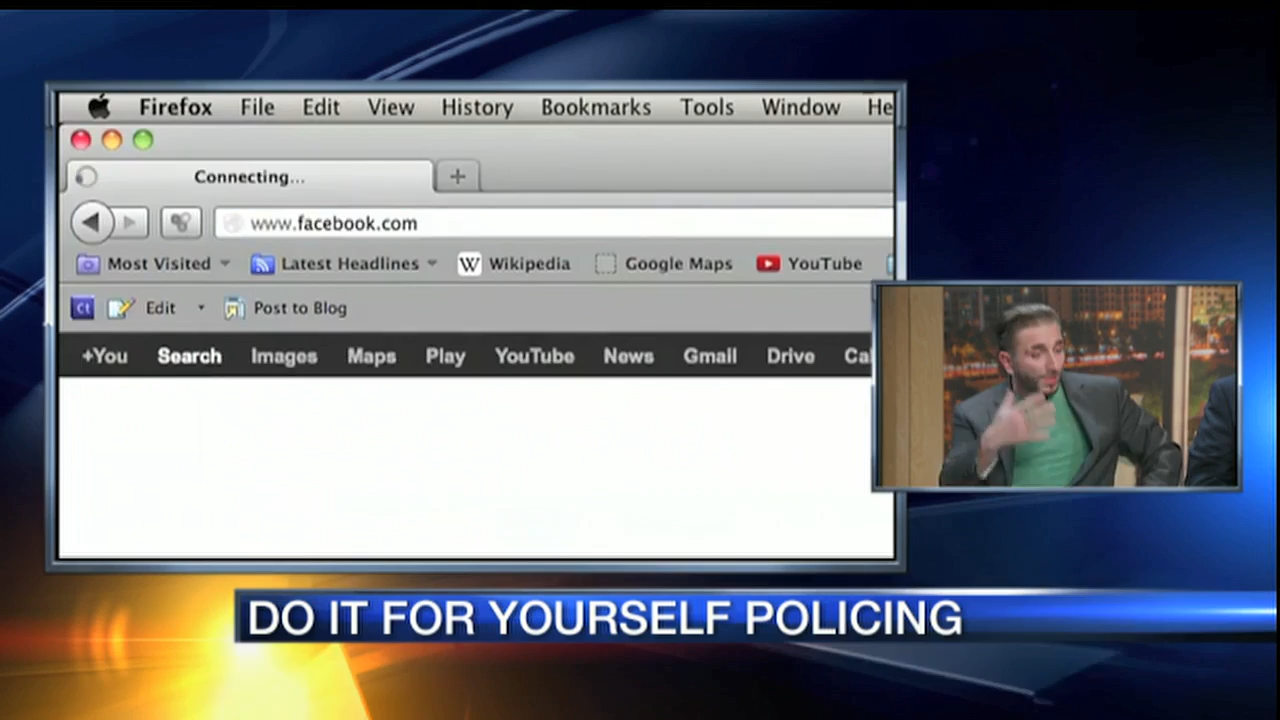 Firefox File Edit View History Bookmarks Tools Window He
Connecting... +
www.facebook.com
Most Visited Latest Headlines W Wikipedia Google Maps YouTube
Ct Edit Post to Blog
+You Search Images Maps Play YouTube News Gmail Drive Cal
DO IT FOR YOURSELF POLICING